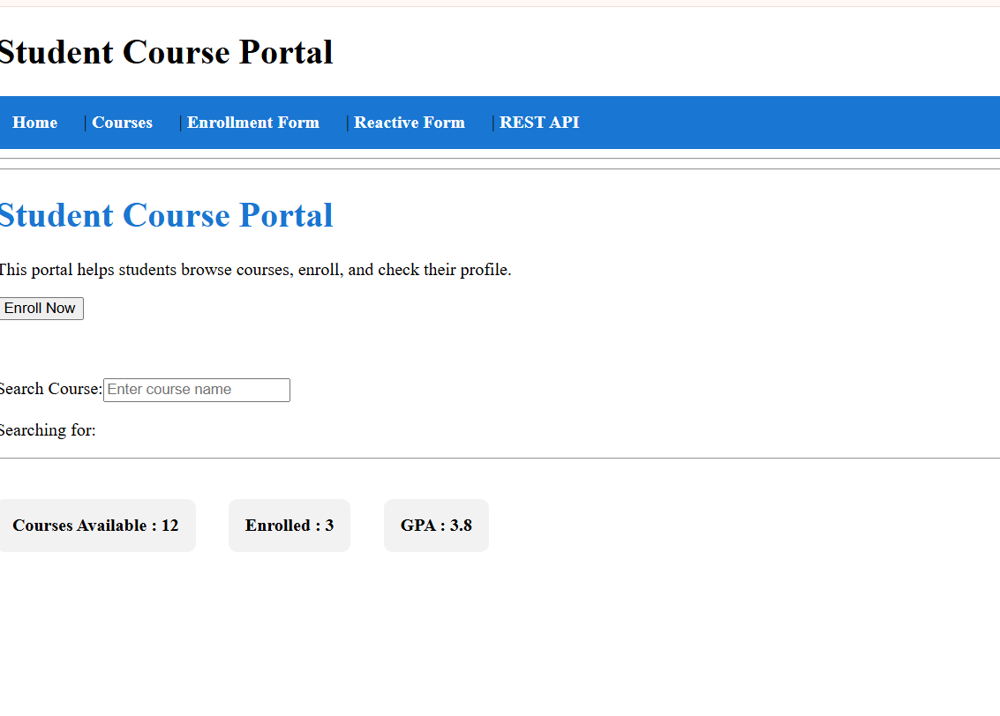 Student Course Portal
Home | Courses | Enrollment Form | Reactive Form | REST API
Student Course Portal
This portal helps students browse courses, enroll, and check their profile.
Enroll Now
Search Course: Enter course name
Searching for:
Courses Available : 12 Enrolled : 3 GPA : 3.8